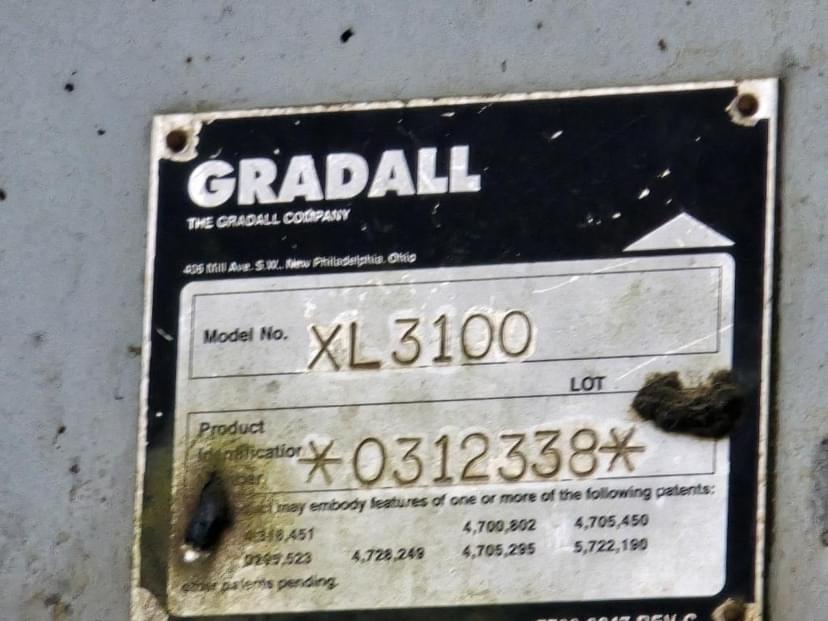 GRADALL
THE GRADALL COMPANY
406 Mill Ave. S.W., New Philadelphia, Ohio
Model No. XL3100
LOT
Product
Identification *0312338*
may embody features of one or more of the following patents:
4,700,802 4,705,450
4,728,249 4,705,295 5,722,190
other patents pending.
REV C